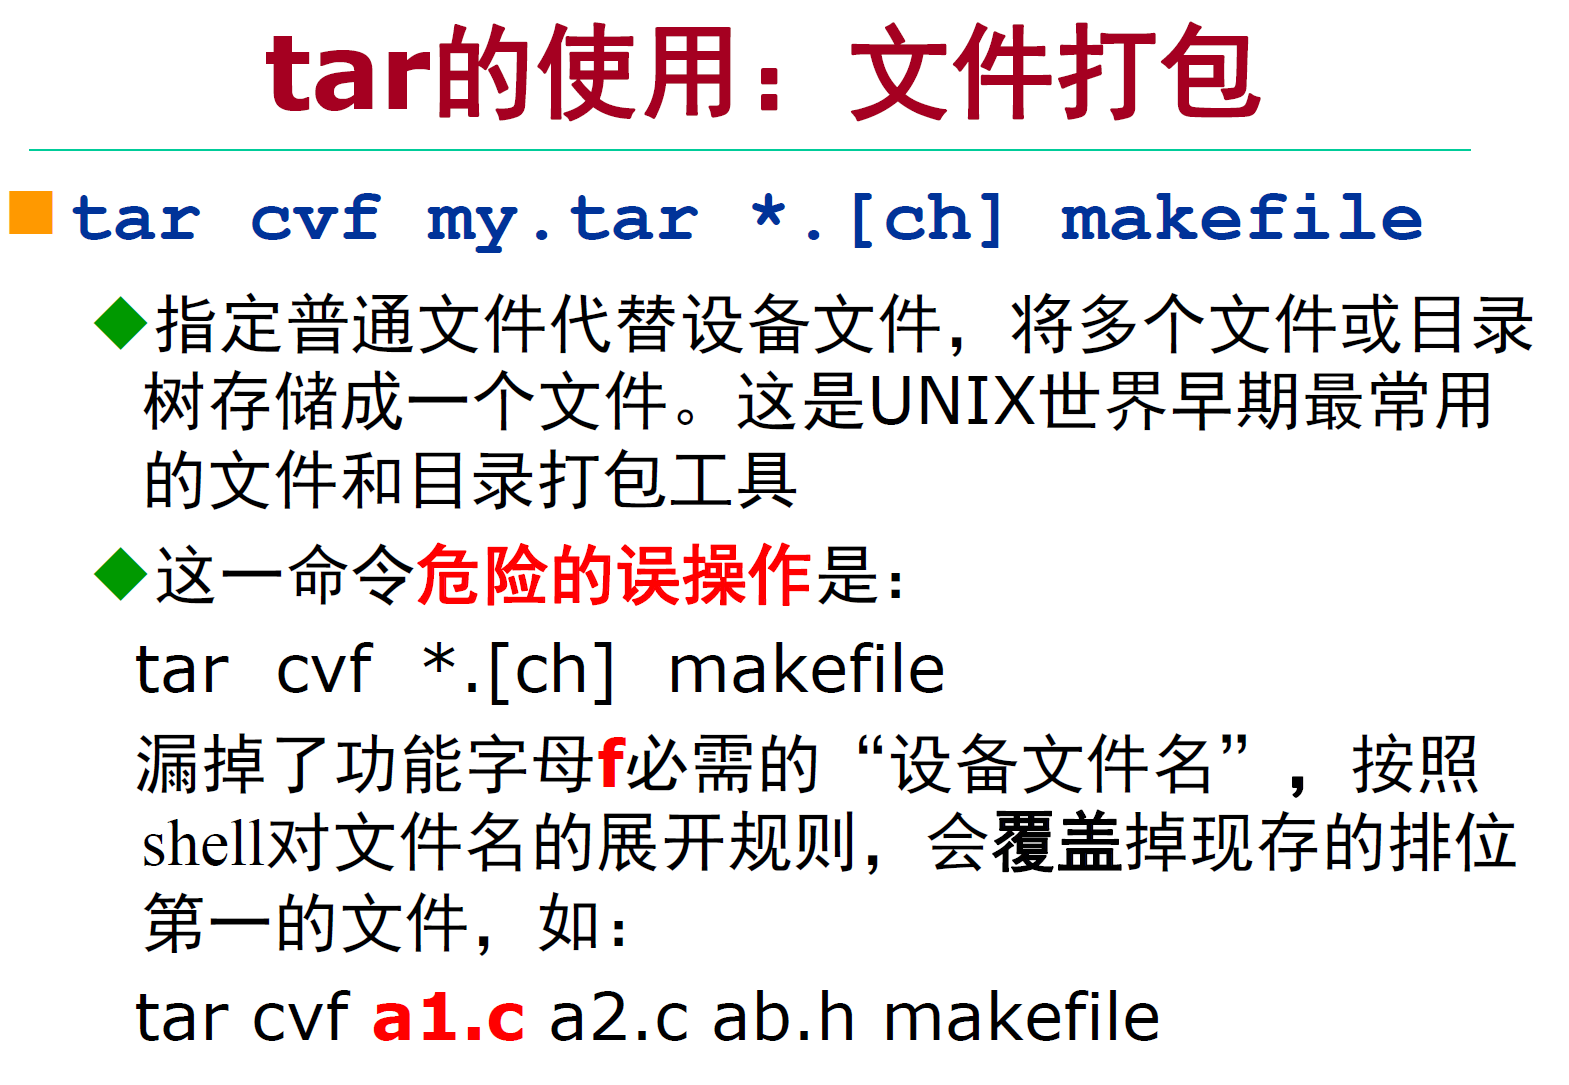 tar的使用：文件打包
tar cvf my.tar *.[ch] makefile
指定普通文件代替设备文件，将多个文件或目录
树存储成一个文件。这是UNIX世界早期最常用
的文件和目录打包工具
这一命令危险的误操作是：
tar cvf *.[ch] makefile
漏掉了功能字母f必需的“设备文件名”，按照
shell对文件名的展开规则，会覆盖掉现存的排位
第一的文件，如：
tar cvf a1.c a2.c ab.h makefile